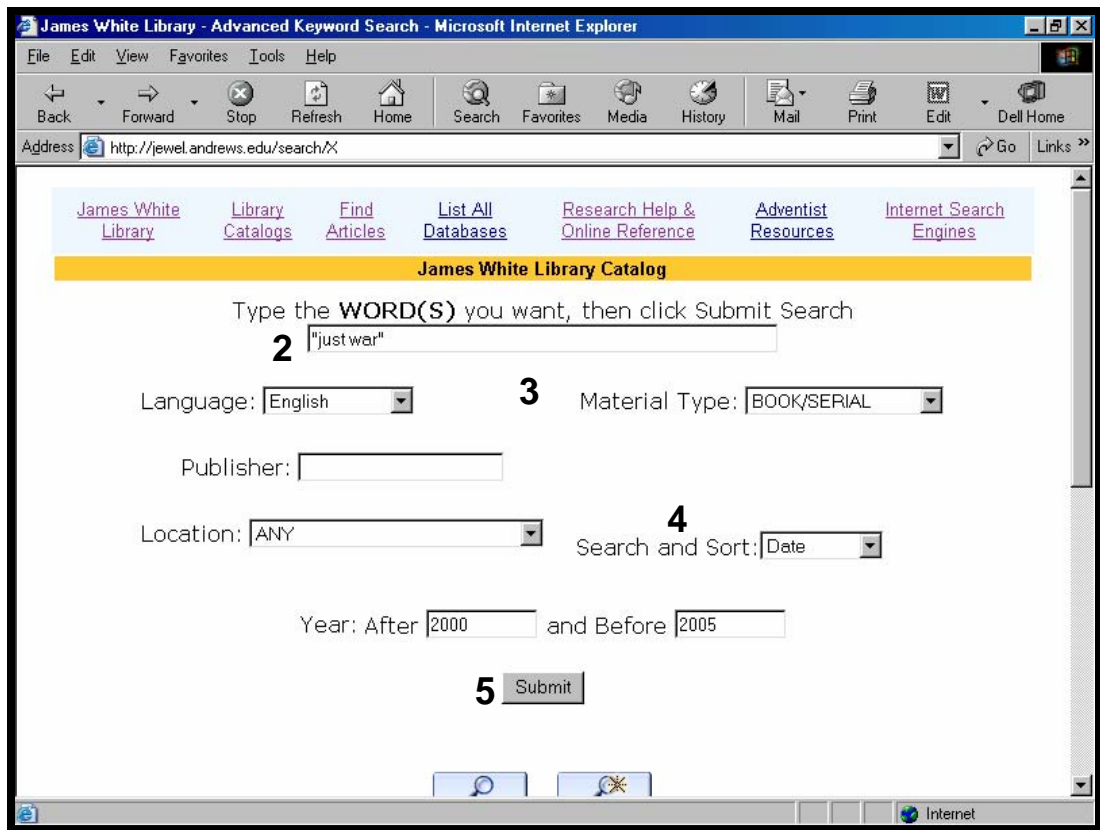 James White Library - Advanced Keyword Search - Microsoft Internet Explorer
File Edit View Favorites Tools Help
Back Forward Stop Refresh Home Search Favorites Media History Mail Print Edit Dell Home
Address http://jewel.andrews.edu/search/X Go Links »
James White Library Library Catalogs Find Articles List All Databases Research Help & Online Reference Adventist Resources Internet Search Engines
James White Library Catalog
Type the WORD(S) you want, then click Submit Search
2 "just war"
Language: English 3 Material Type: BOOK/SERIAL
Publisher:
Location: ANY
4
Search and Sort: Date
Year: After 2000 and Before 2005
5 Submit
Internet